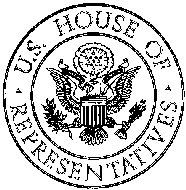 U.S. HOUSE OF
REPRESENTATIVES